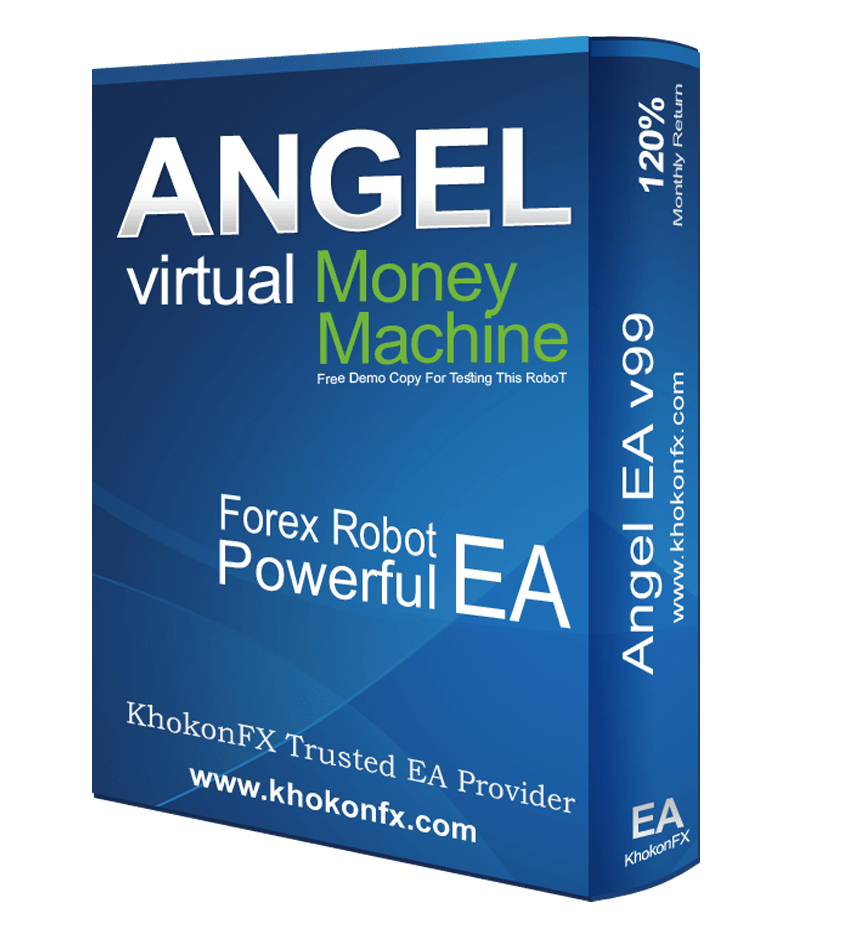 ANGEL
virtual Money
Machine
Free Demo Copy For Testing This RoboT
Forex Robot
Powerful EA
KhokonFX Trusted EA Provider
www.khokonfx.com
120%
Monthly Return
Angel EA v99
www.khokonfx.com
EA
KhokonFX